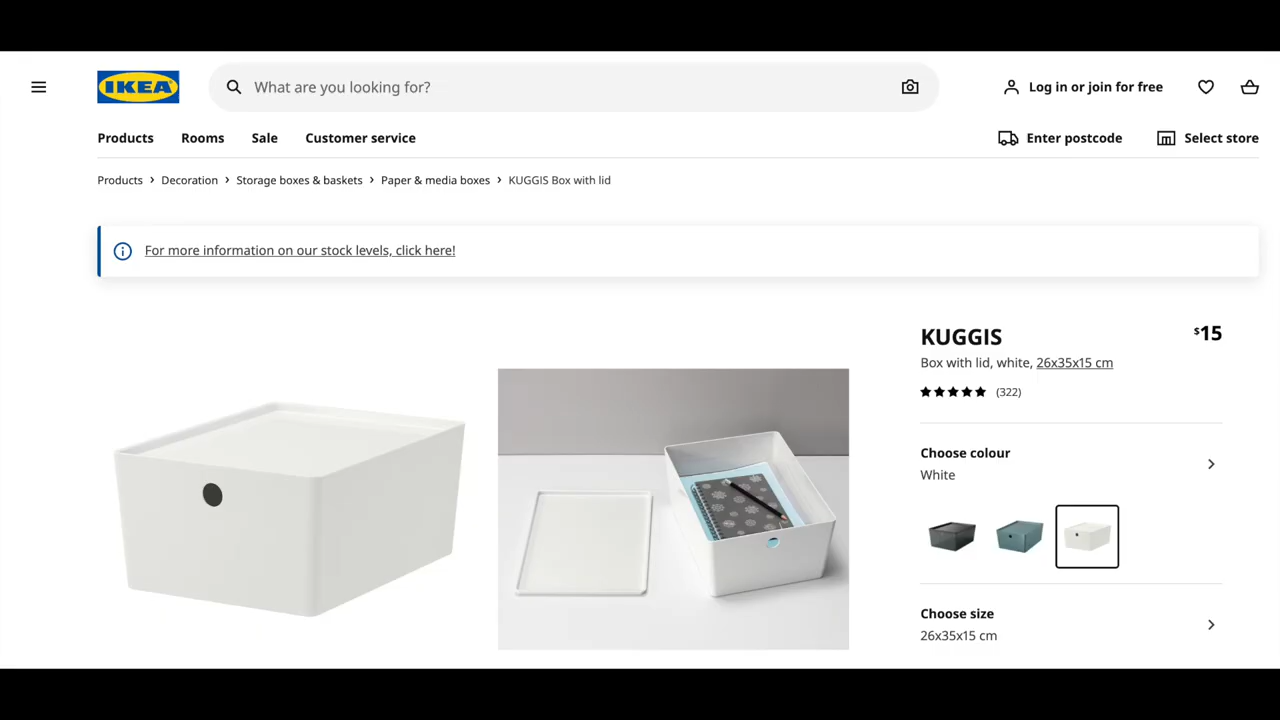 IKEA
What are you looking for?
Log in or join for free
Products Rooms Sale Customer service
Enter postcode Select store
Products › Decoration › Storage boxes & baskets › Paper & media boxes › KUGGIS Box with lid
For more information on our stock levels, click here!
KUGGIS
$15
Box with lid, white, 26x35x15 cm
(322)
Choose colour
White
Choose size
26x35x15 cm